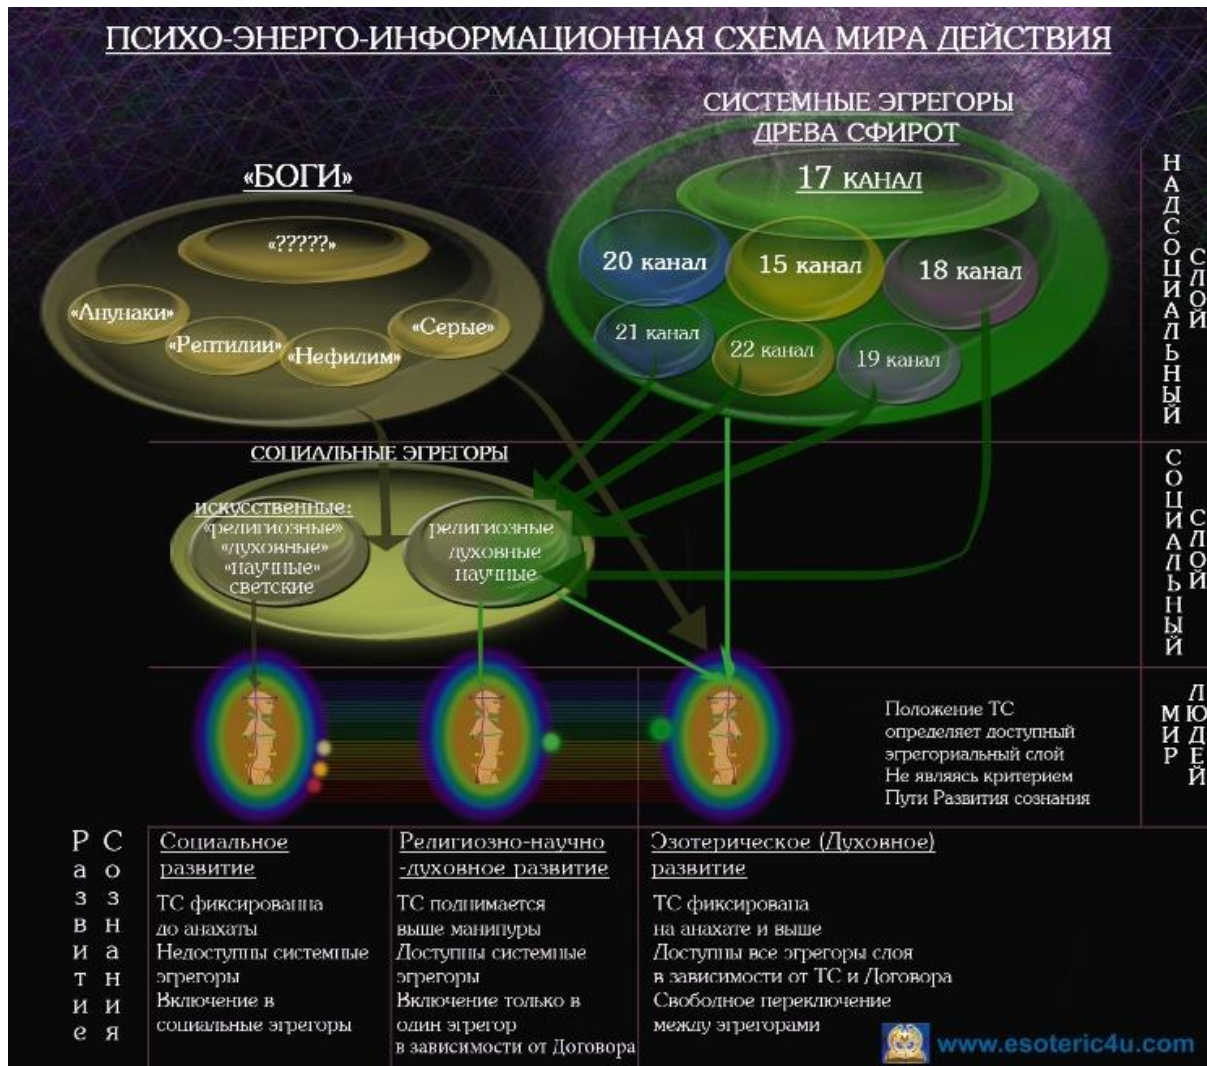 ПСИХО-ЭНЕРГО-ИНФОРМАЦИОННАЯ СХЕМА МИРА ДЕЙСТВИЯ
СИСТЕМНЫЕ ЭГРЕГОРЫ
ДРЕВА СФИРОТ
«БОГИ»
17 КАНАЛ
«?????»
20 канал
15 канал
18 канал
«Анунаки»
«Рептилии»
«Нефилим»
«Серые»
21 канал
22 канал
19 канал
НАДСОЦИАЛЬНЫЙ
СЛОЙ
СОЦИАЛЬНЫЕ ЭГРЕГОРЫ
искусственные:
«религиозные»
«духовные»
«научные»
светские
религиозные
духовные
научные
СОЦИАЛЬНЫЙ
СЛОЙ
Положение ТС
определяет доступный
эгрегориальный слой
Не являясь критерием
Пути Развития сознания
МИР
ЛЮДЕЙ
Развитие
Сознания
Социальное
развитие
ТС фиксированна
до анахаты
Недоступны системные
эгрегоры
Включение в
социальные эгрегоры
Религиозно-научно
-духовное развитие
ТС поднимается
выше манипуры
Доступны системные
эгрегоры
Включение только в
один эгрегор
в зависимости от Договора
Эзотерическое (Духовное)
развитие
ТС фиксирована
на анахате и выше
Доступны все эгрегоры слоя
в зависимости от ТС и Договора
Свободное переключение
между эгрегорами
www.esoteric4u.com